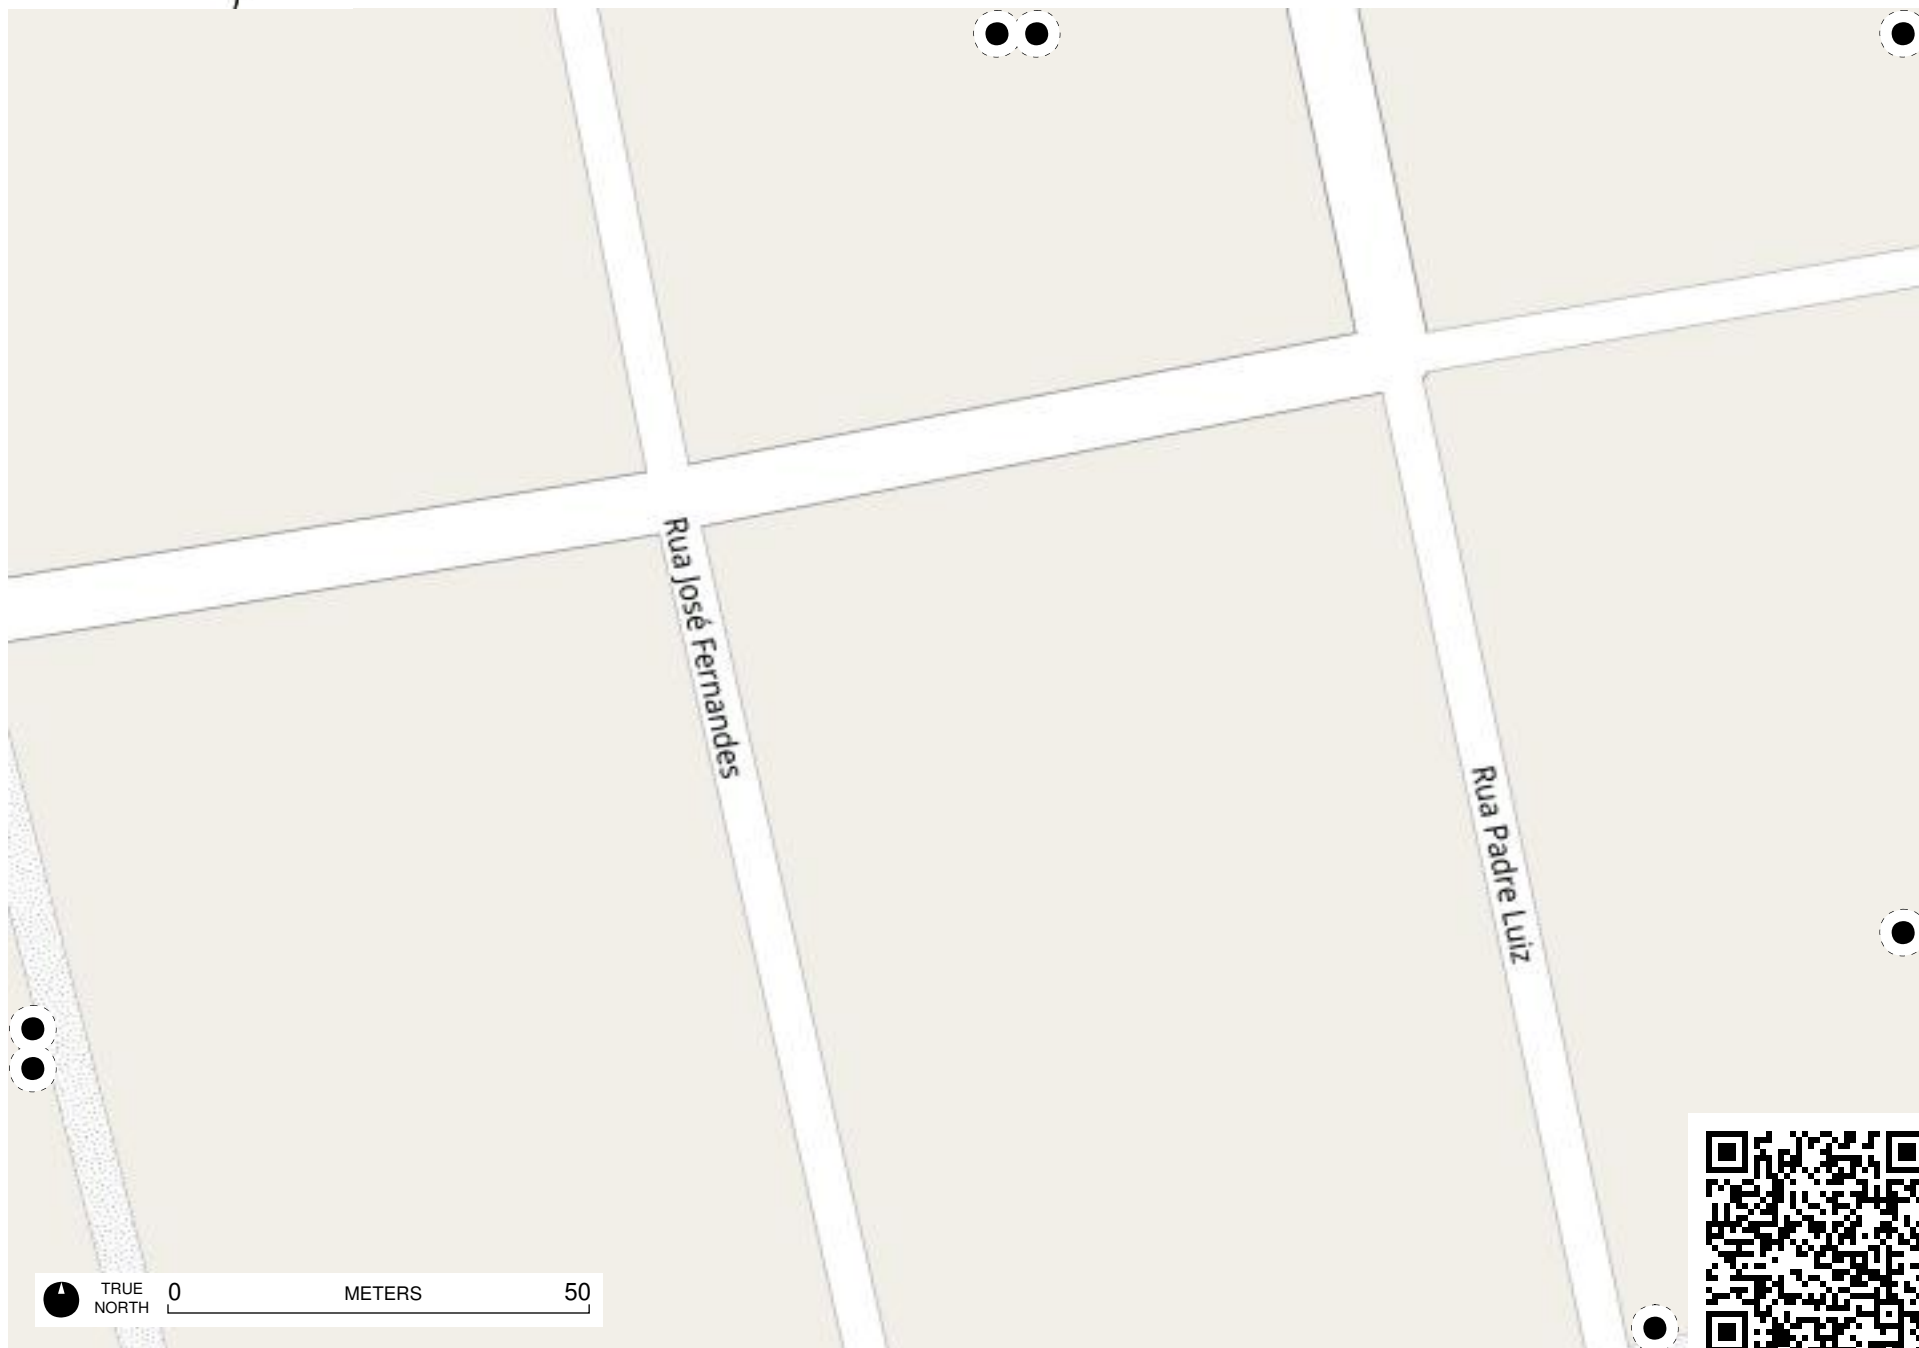 Rua José Fernandes
Rua Padre Luiz
TRUE
NORTH
0 METERS 50